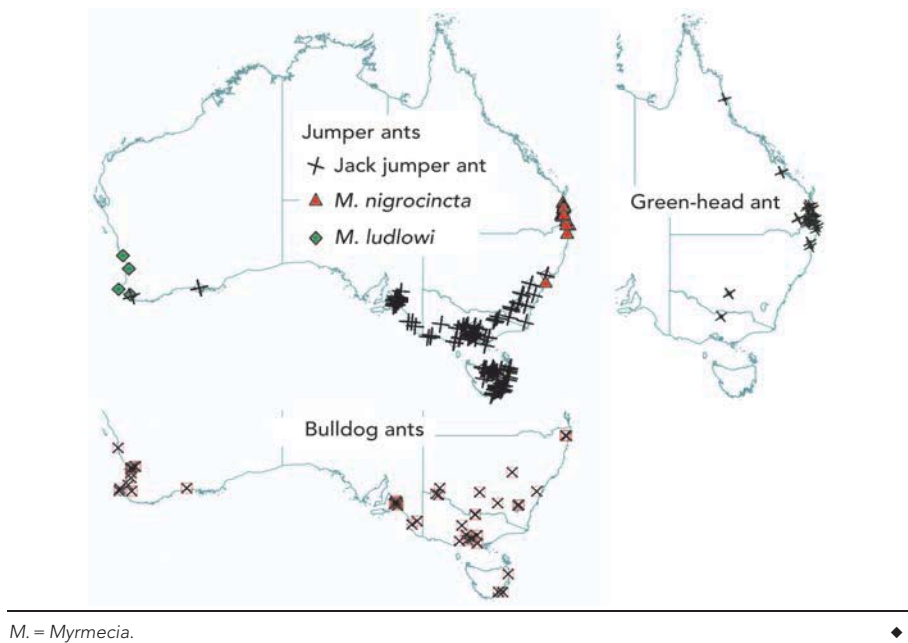 Jumper ants
Jack jumper ant
M. nigrocincta
M. ludlowi
Green-head ant
Bulldog ants
M. = Myrmecia.